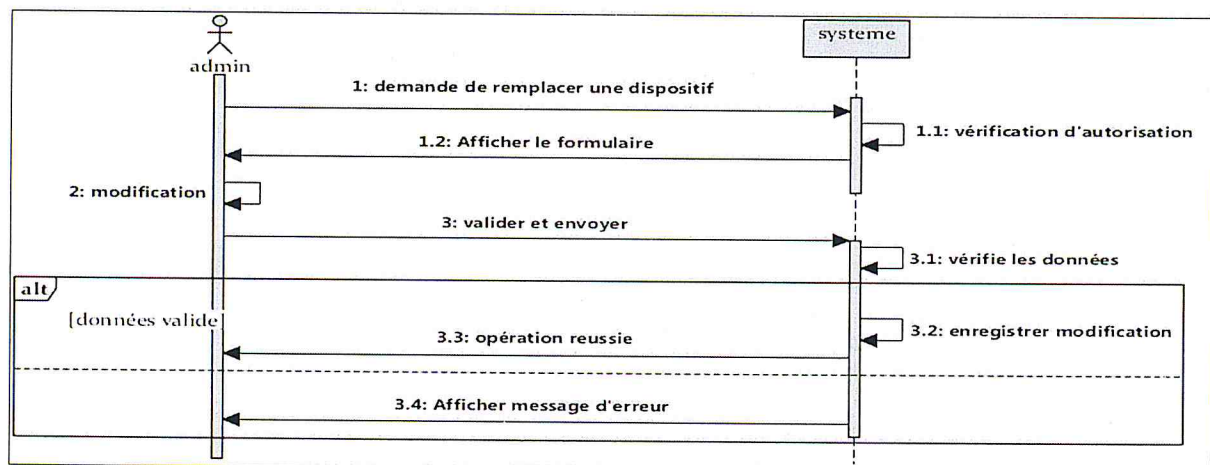 systeme
admin
1: demande de remplacer une dispositif
1.1: vérification d'autorisation
1.2: Afficher le formulaire
2: modification
3: valider et envoyer
3.1: vérifie les données
alt
[données valide]
3.2: enregistrer modification
3.3: opération reussie
3.4: Afficher message d'erreur